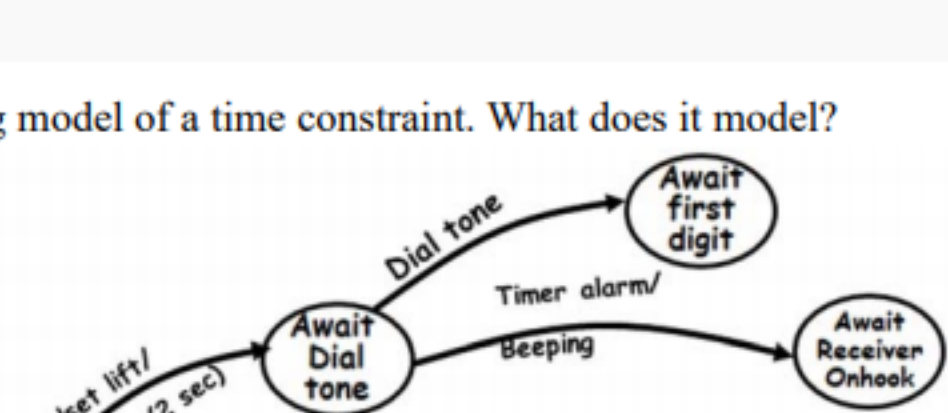 model of a time constraint. What does it model?
Await
first
digit
Dial tone
Timer alarm/
Beeping
Await
Dial
tone
Await
Receiver
Onhook
lift/
sec)